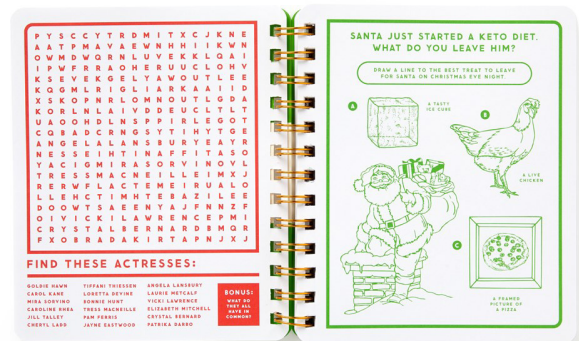 P Y S C C Y T R D M I T X C J K N E
A A T P M A V A E W N H H I I K W N
O W M D W Q R N L U V E K K L Q A I
I P W F R R A O H E R U U C L O H V
K S E V E K G E L Y A W O U T L E E
K Q G M L R I G L I A R K A A I I D
X S K O P N R L O M N O U T L G D A
K O R L N L A I V D D E U C L T L T
U A O O H D L N S P P I R L E G O T
C Q B A D C R N G S Y T I H Y T G E
A N G E L A L A N S B U R Y E A Y R
N E S S E I H T I N A F F I T A S O
Y A C I G M I R A S O R V I N O V L
T R E S S M A C N E I L L E I M X J
R E R W F L A C T E M E I R U A L O
L L E H C T I M H T E B A Z I L E E
D O O W T S A E E N Y A J F N N Z F
O I V I C K I L A W R E N C E P M I
C R Y S T A L B E R N A R D B M Q R
F X O B R A D A K I R T A P N J X J
FIND THESE ACTRESSES:
GOLDIE HAWN
CAROL KANE
MIRA SORVINO
CAROLINE RHEA
JILL TALLEY
CHERYL LADD
TIFFANI THIESSEN
LORETTA DEVINE
BONNIE HUNT
TRESS MACNEILLE
PAM FERRIS
JAYNE EASTWOOD
ANGELA LANSBURY
LAURIE METCALF
VICKI LAWRENCE
ELIZABETH MITCHELL
CRYSTAL BERNARD
PATRIKA DARBO
BONUS:
WHAT DO
THEY ALL
HAVE IN
COMMON?
SANTA JUST STARTED A KETO DIET.
WHAT DO YOU LEAVE HIM?
DRAW A LINE TO THE BEST TREAT TO LEAVE
FOR SANTA ON CHRISTMAS EVE NIGHT.
A
A TASTY
ICE CUBE
B
A LIVE
CHICKEN
C
A FRAMED
PICTURE OF
A PIZZA